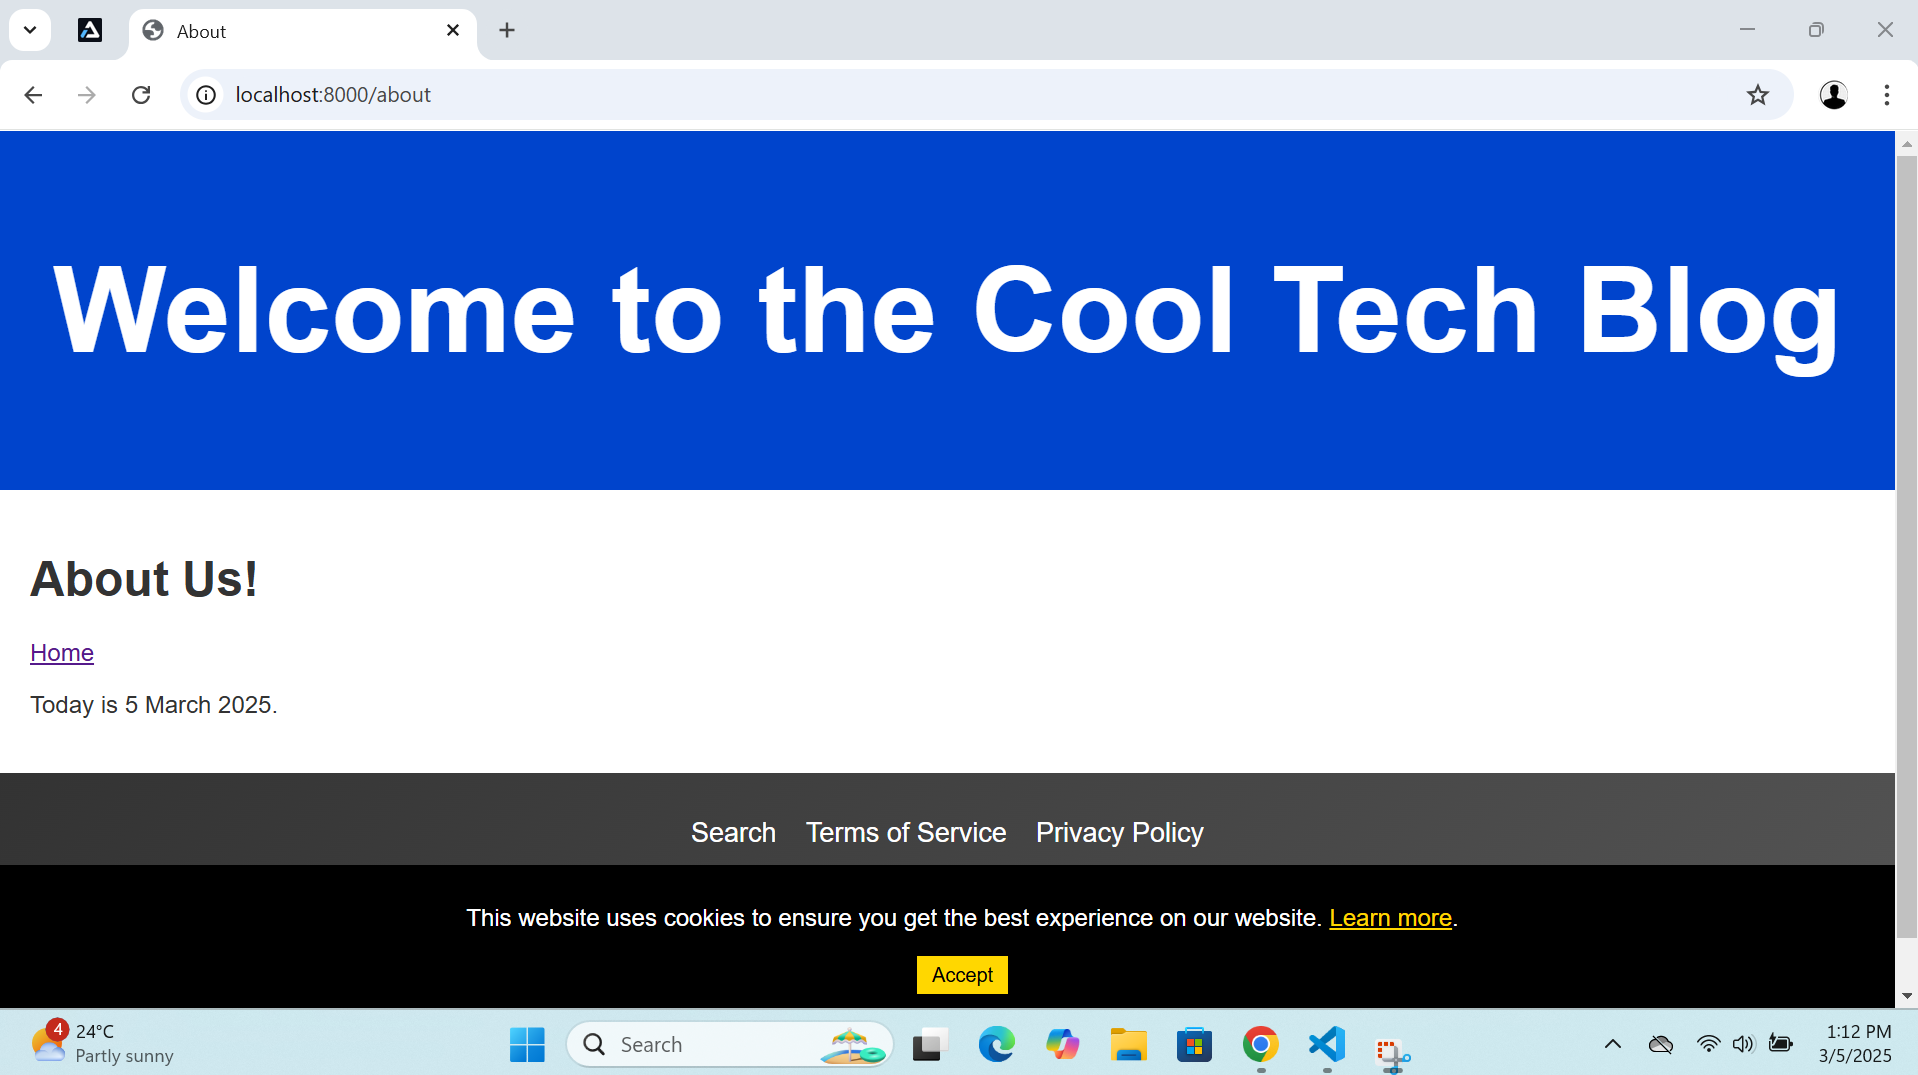 About
localhost:8000/about
Welcome to the Cool Tech Blog
About Us!
Home
Today is 5 March 2025.
Search Terms of Service Privacy Policy
This website uses cookies to ensure you get the best experience on our website. Learn more.
Accept
4
24°C
Partly sunny
Search
1:12 PM
3/5/2025